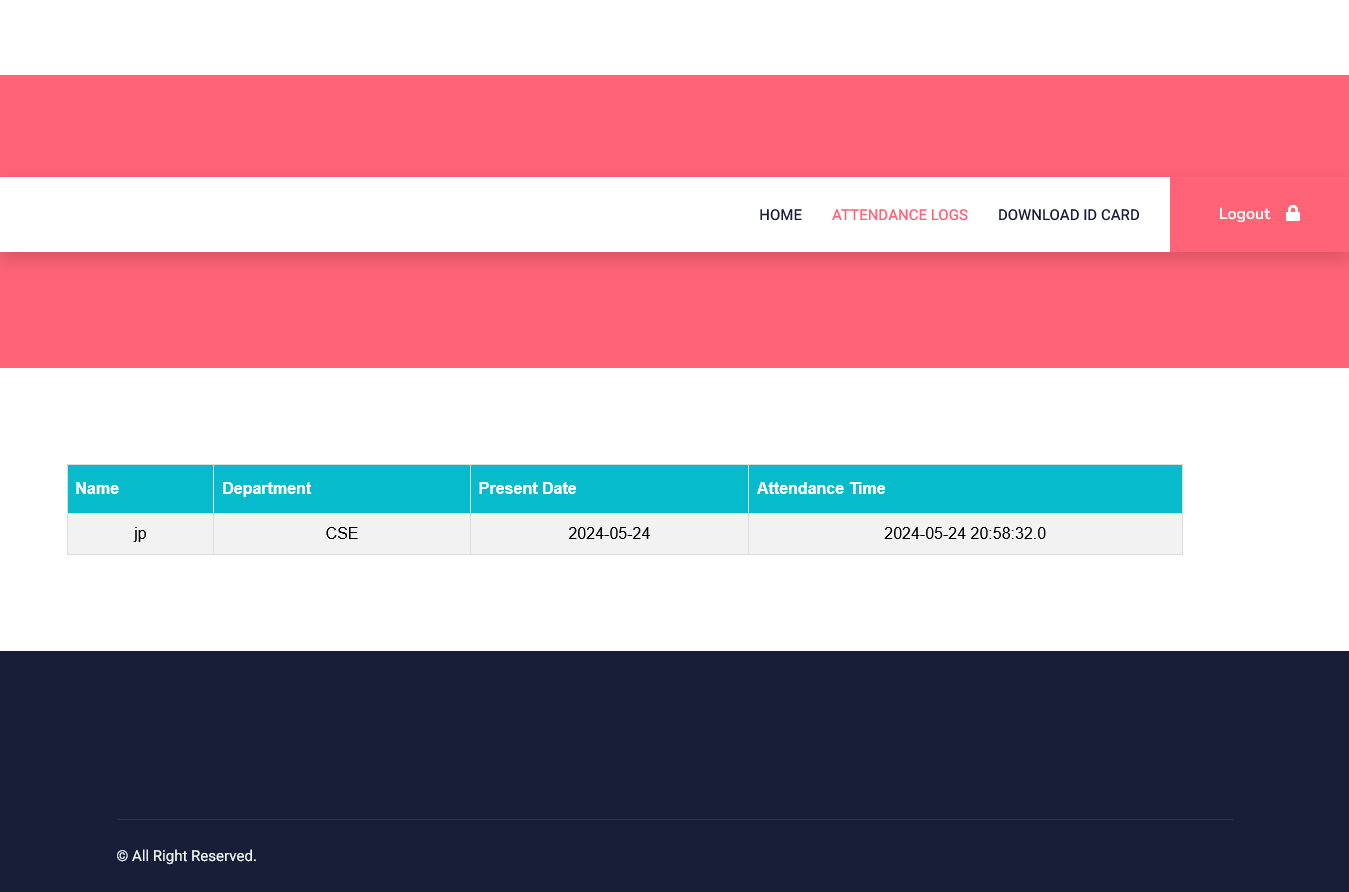 HOME ATTENDANCE LOGS DOWNLOAD ID CARD Logout
Name Department Present Date Attendance Time
jp CSE 2024-05-24 2024-05-24 20:58:32.0
© All Right Reserved.